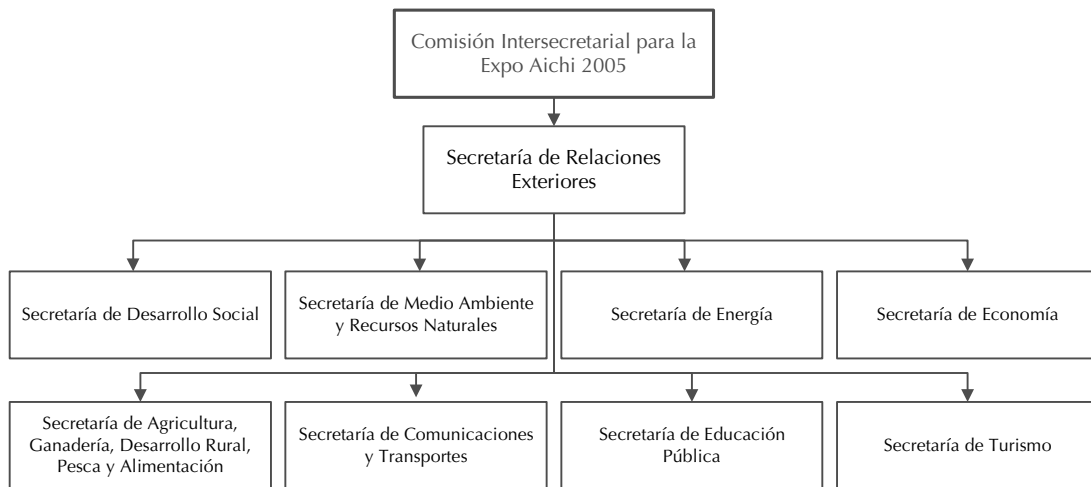 Comisión Intersecretarial para la
Expo Aichi 2005
Secretaría de Relaciones
Exteriores
Secretaría de Desarrollo Social
Secretaría de Medio Ambiente
y Recursos Naturales
Secretaría de Energía
Secretaría de Economía
Secretaría de Agricultura,
Ganadería, Desarrollo Rural,
Pesca y Alimentación
Secretaría de Comunicaciones
y Transportes
Secretaría de Educación
Pública
Secretaría de Turismo